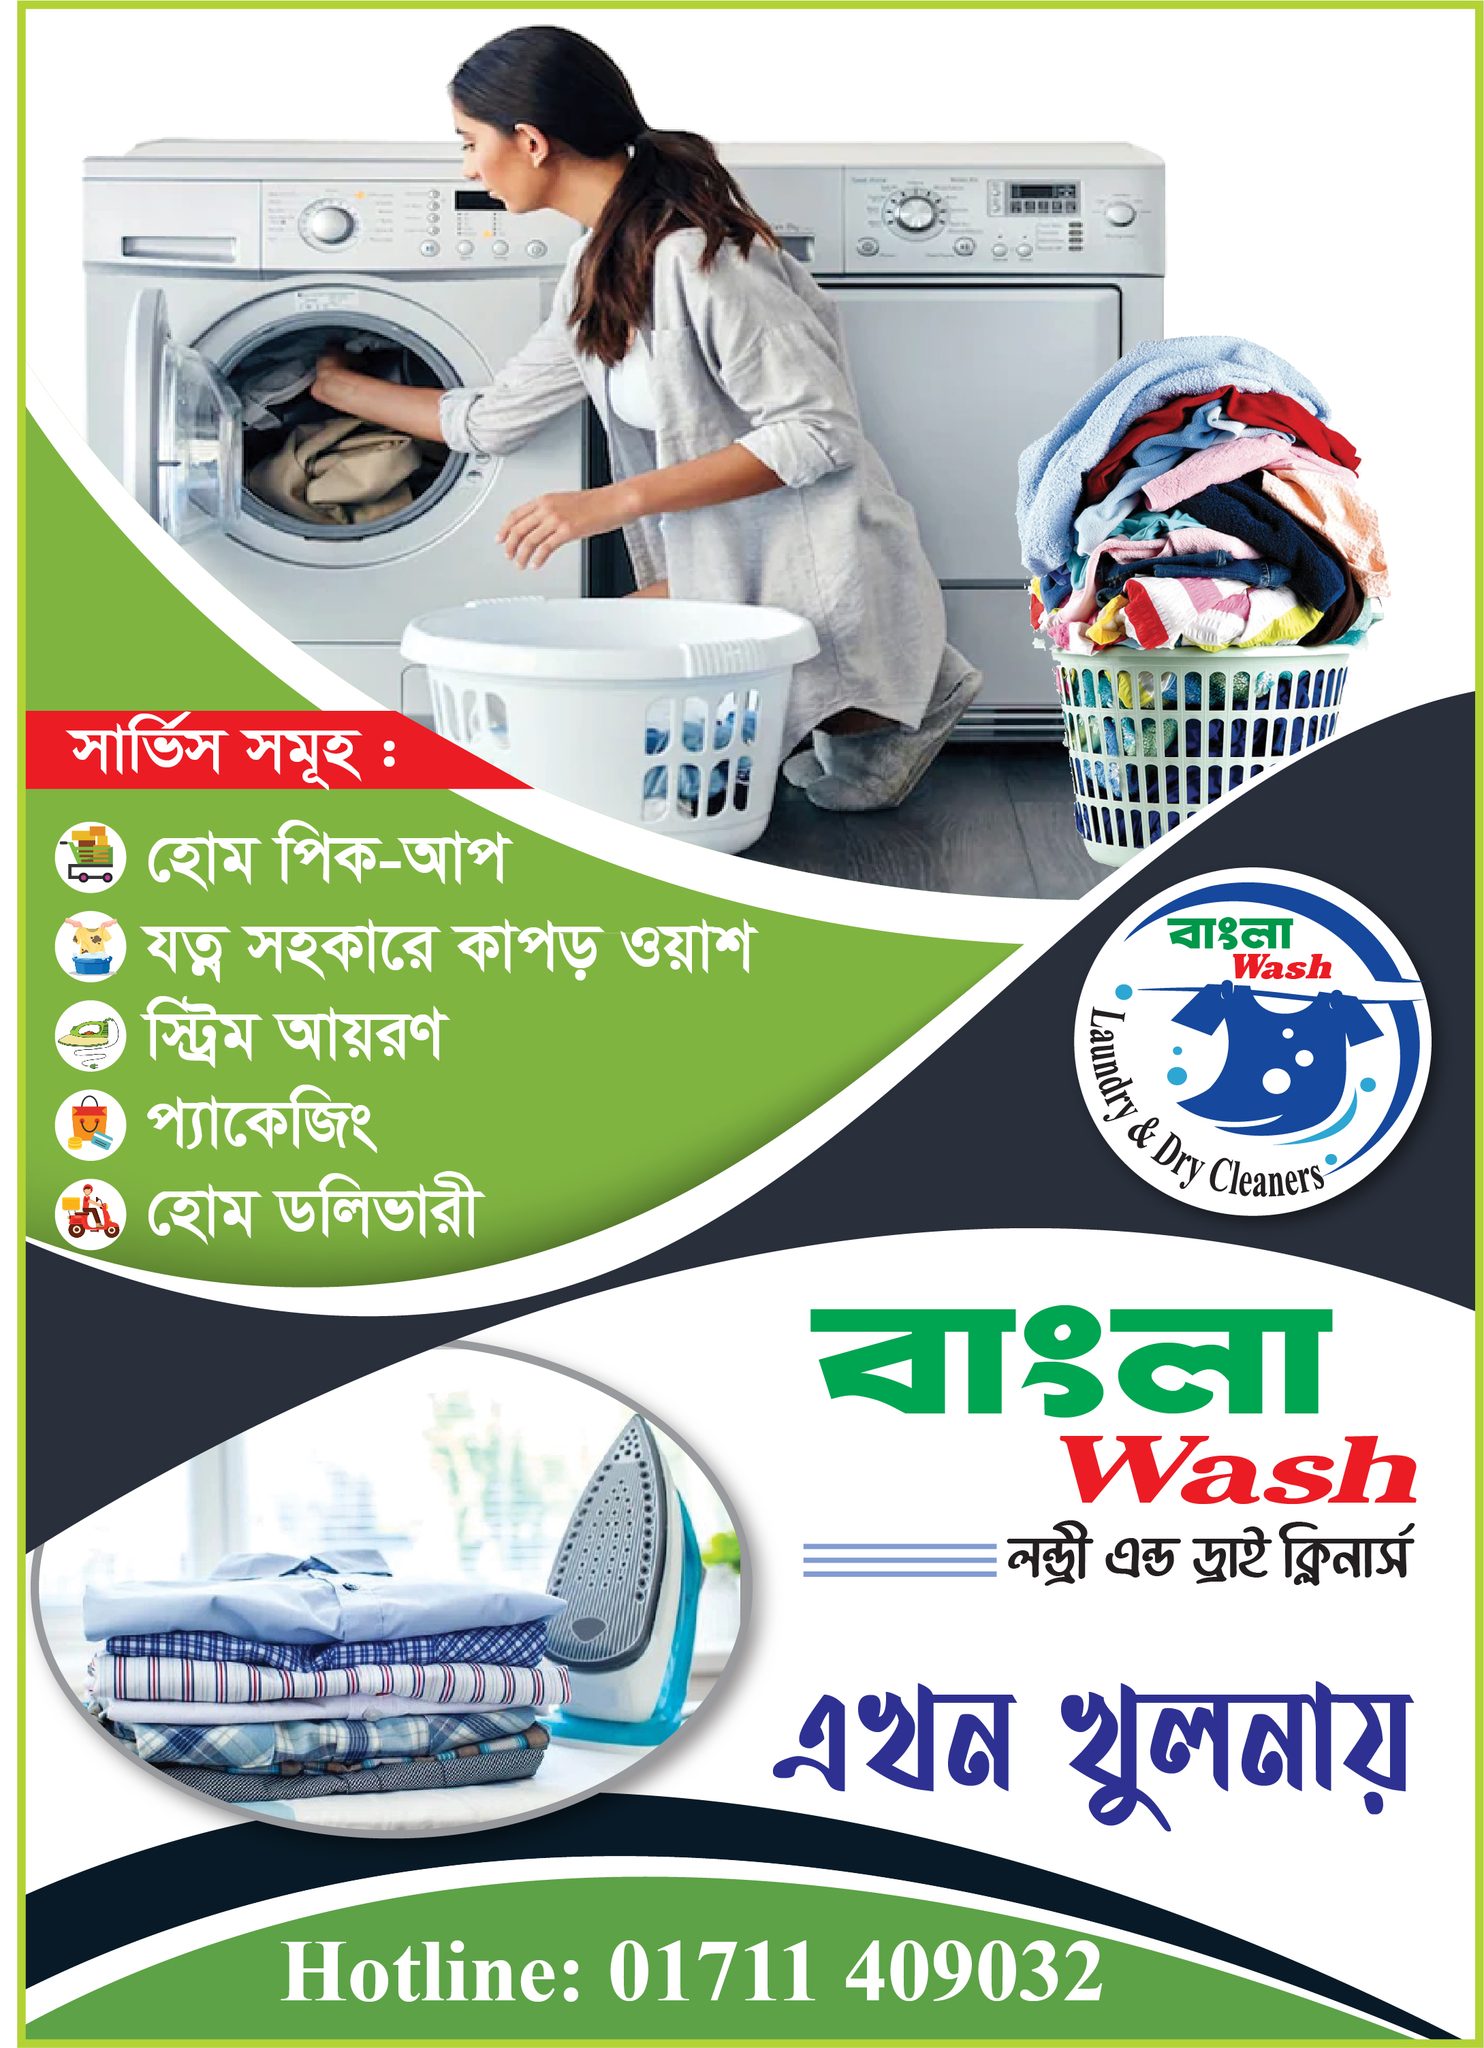 সার্ভিস সমূহ :
হোম পিক-আপ
যত্ন সহকারে কাপড় ওয়াশ
স্ট্রিম আয়রণ
প্যাকেজিং
হোম ডলিভারী
বাংলা
Wash
Laundry & Dry Cleaners
বাংলা
Wash
লন্ড্রী এন্ড ড্রাই ক্লিনার্স
এখন খুলনায়
Hotline: 01711 409032